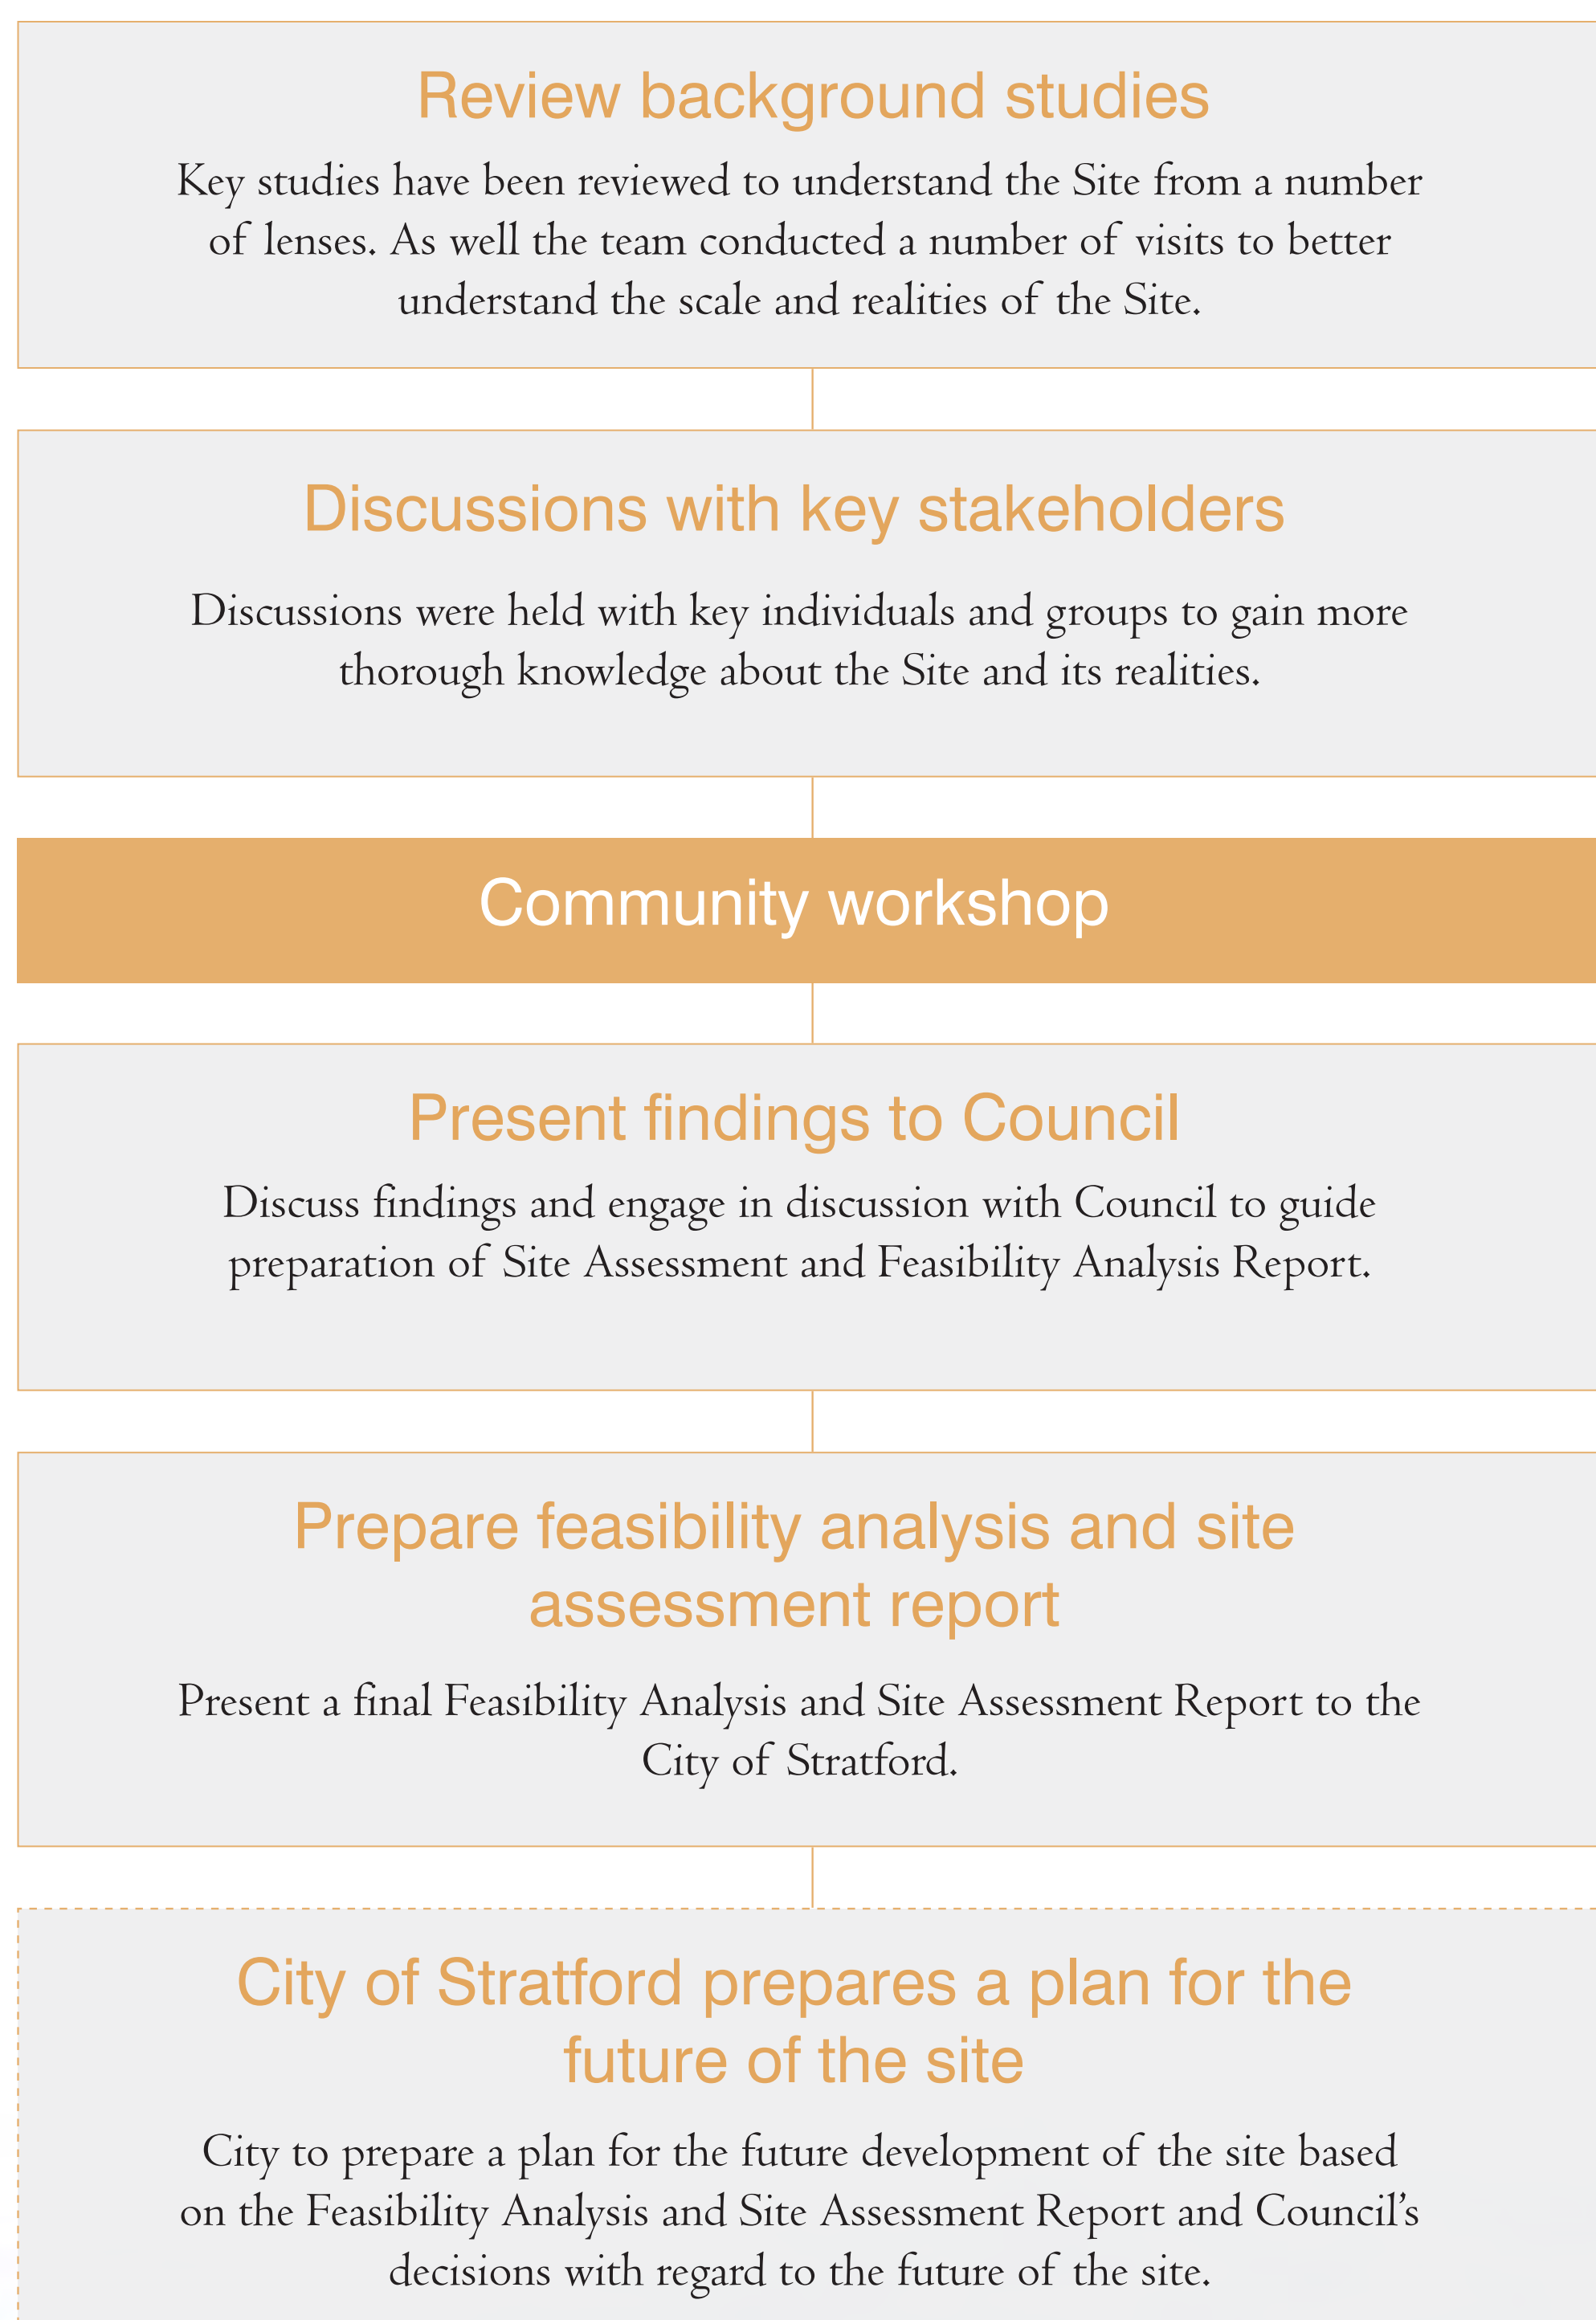 Review background studies
Key studies have been reviewed to understand the Site from a number
of lenses. As well the team conducted a number of visits to better
understand the scale and realities of the Site.
Discussions with key stakeholders
Discussions were held with key individuals and groups to gain more
thorough knowledge about the Site and its realities.
Community workshop
Present findings to Council
Discuss findings and engage in discussion with Council to guide
preparation of Site Assessment and Feasibility Analysis Report.
Prepare feasibility analysis and site
assessment report
Present a final Feasibility Analysis and Site Assessment Report to the
City of Stratford.
City of Stratford prepares a plan for the
future of the site
City to prepare a plan for the future development of the site based
on the Feasibility Analysis and Site Assessment Report and Council’s
decisions with regard to the future of the site.